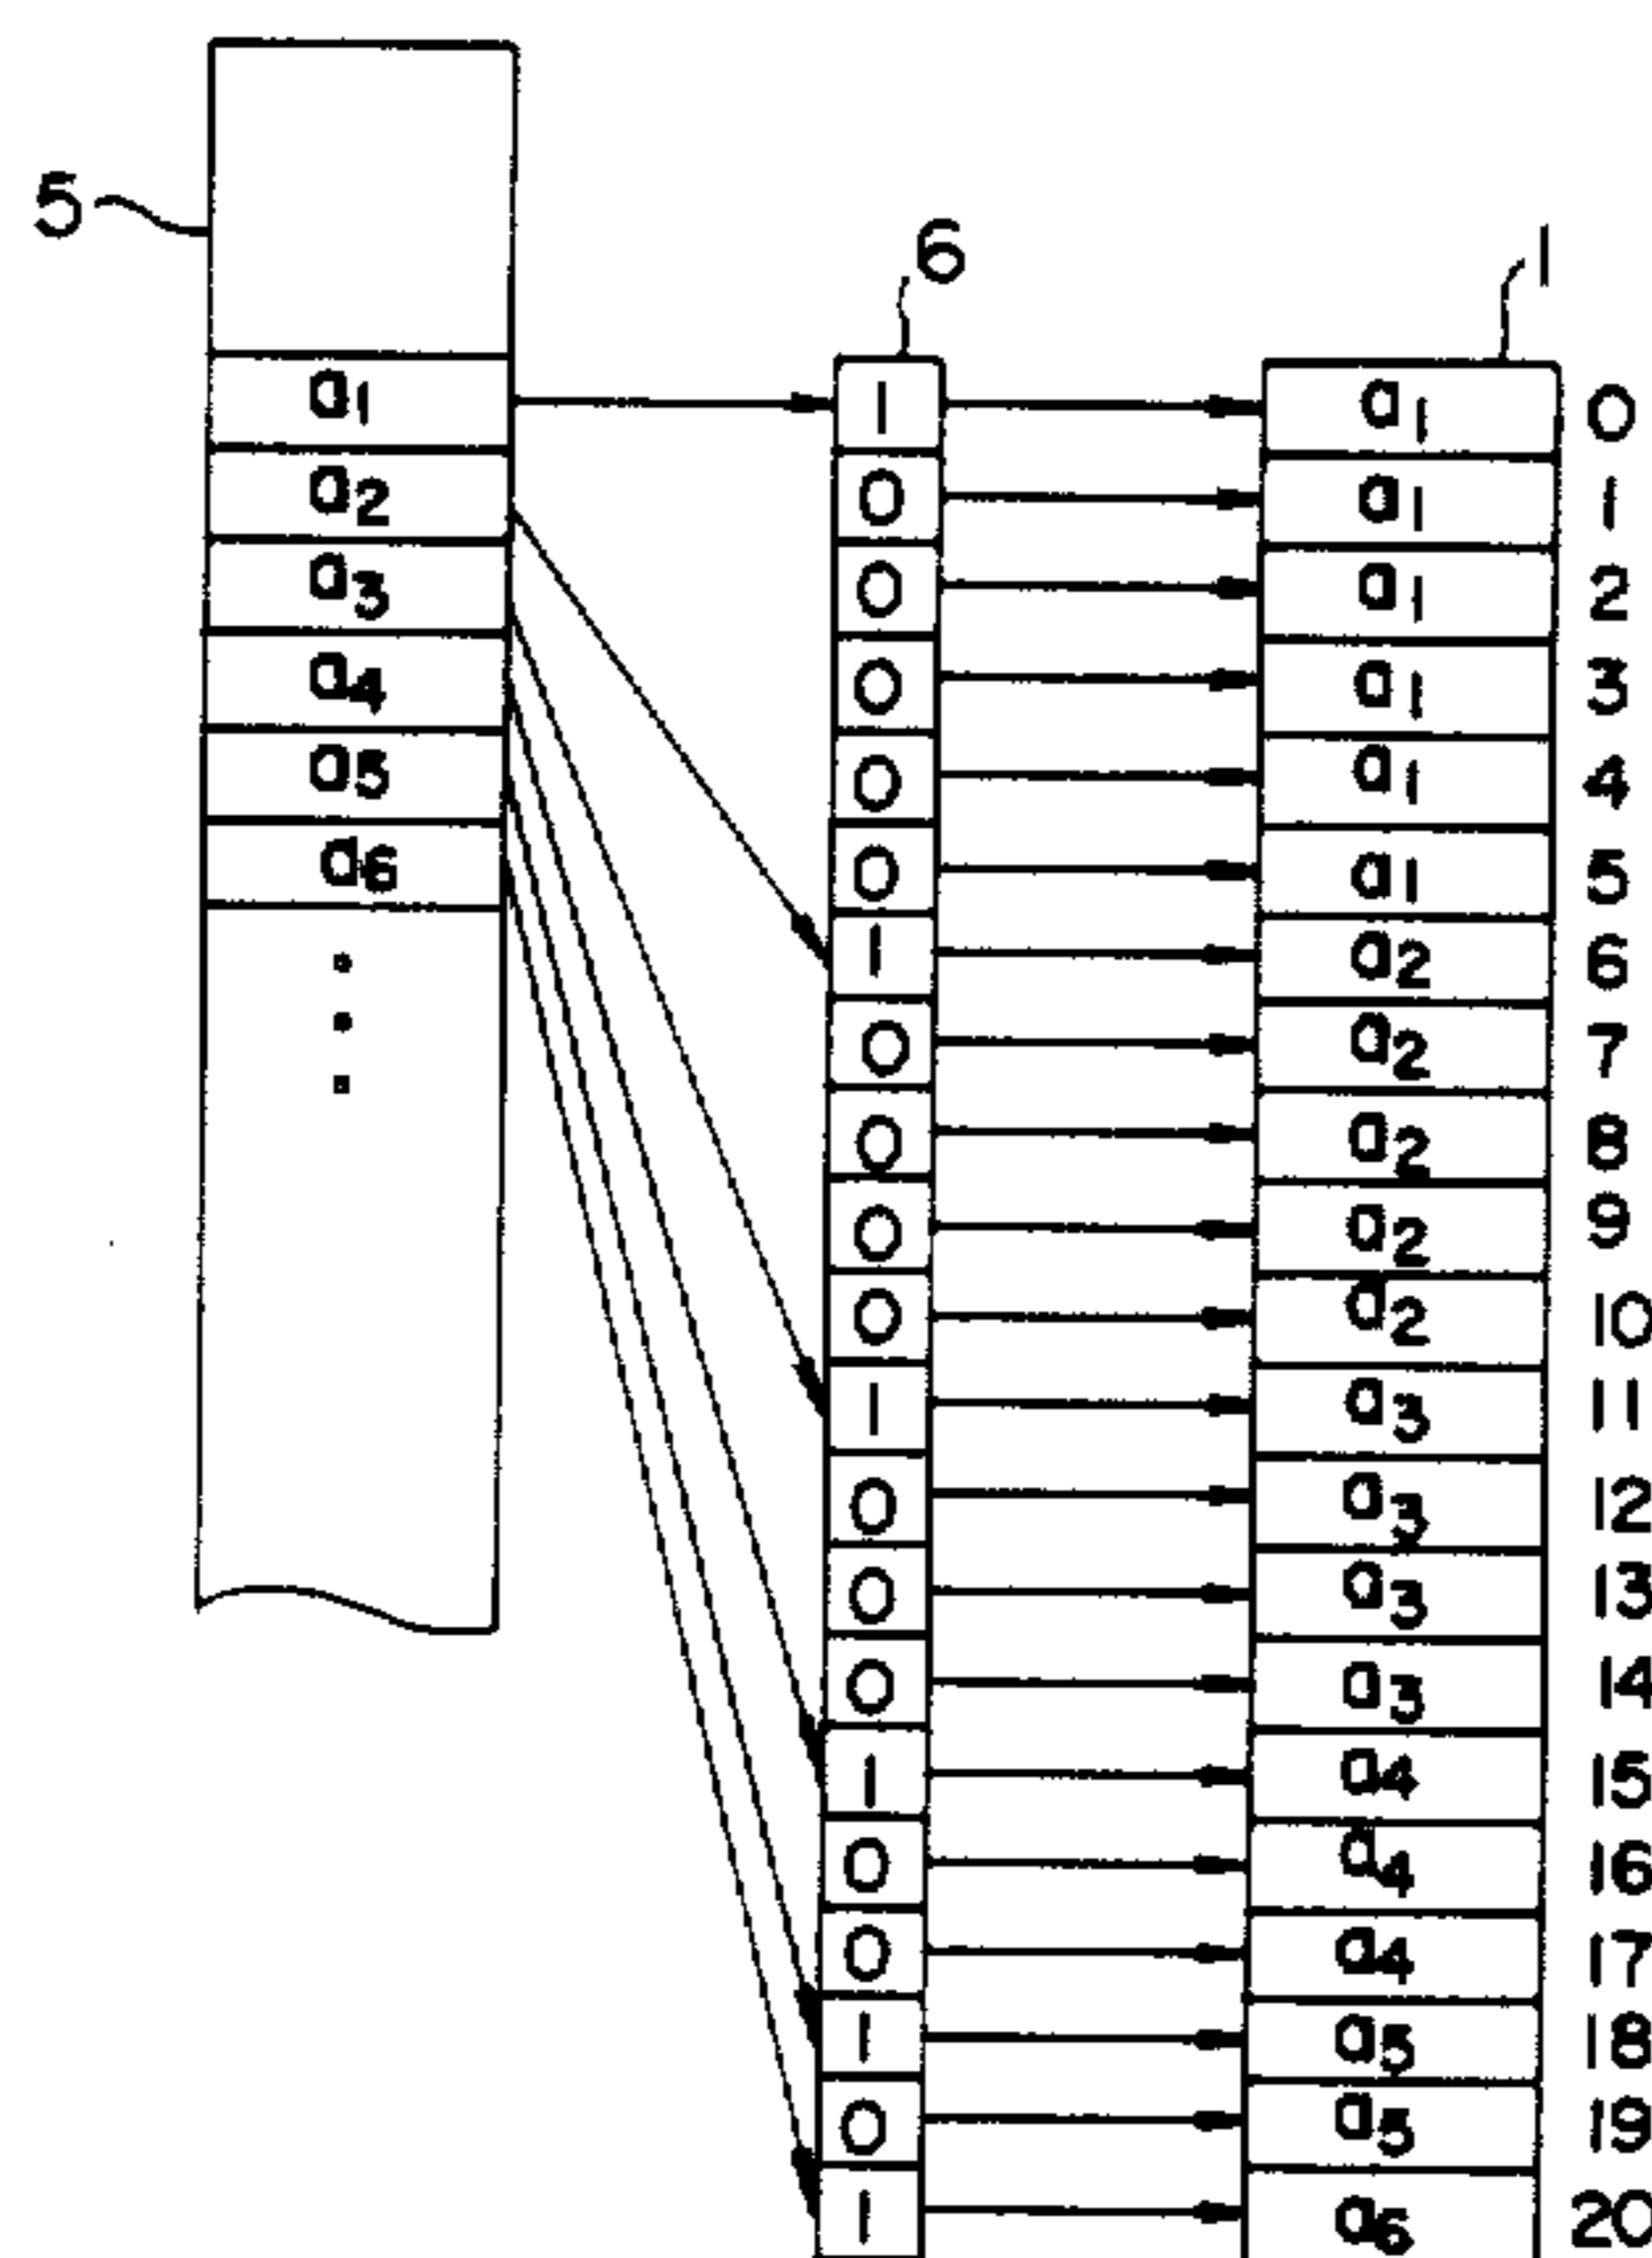 5
6
1
a1 1 a1 0
a2 0 a1 1
a3 0 a1 2
a4 0 a1 3
a5 0 a1 4
a6 0 a1 5
1 a2 6
0 a2 7
0 a2 8
0 a2 9
0 a2 10
1 a3 11
0 a3 12
0 a3 13
0 a3 14
1 a4 15
0 a4 16
0 a4 17
1 a5 18
0 a5 19
1 a6 20